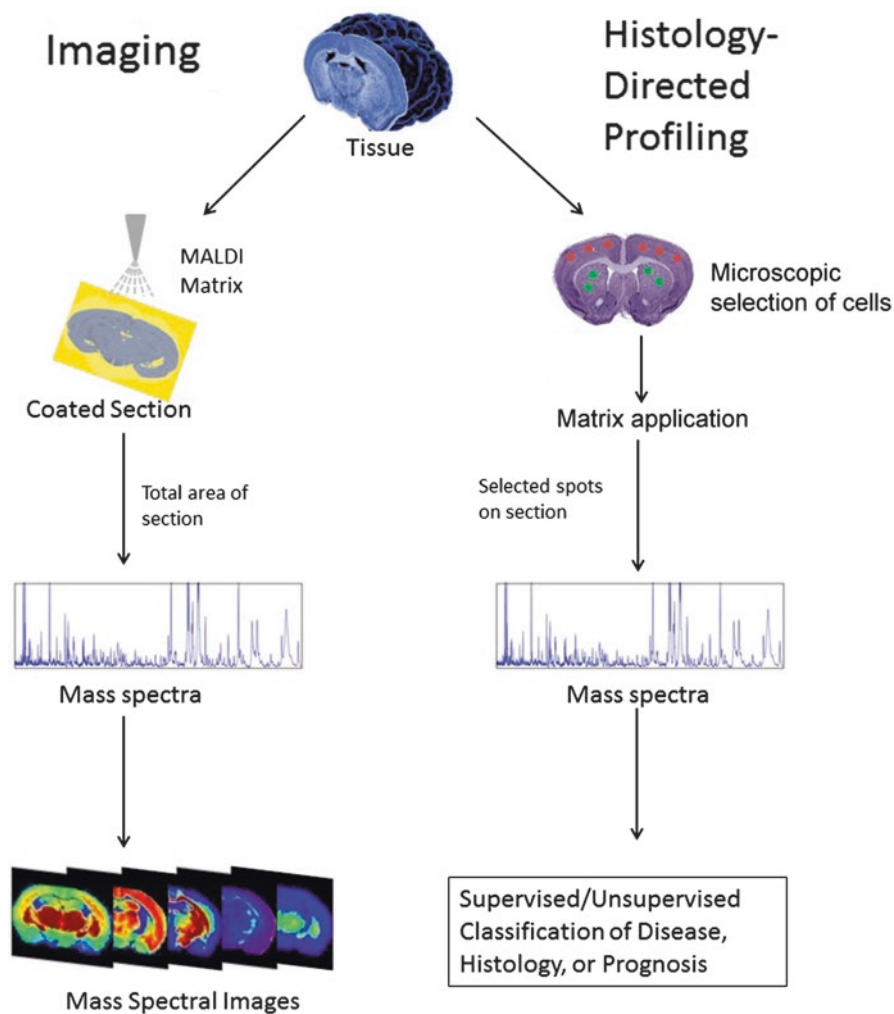 Imaging
Histology-
Directed
Profiling
Tissue
MALDI
Matrix
Microscopic
selection of cells
Coated Section
Matrix application
Total area of
section
Selected spots
on section
Mass spectra
Mass spectra
Mass Spectral Images
Supervised/Unsupervised
Classification of Disease,
Histology, or Prognosis